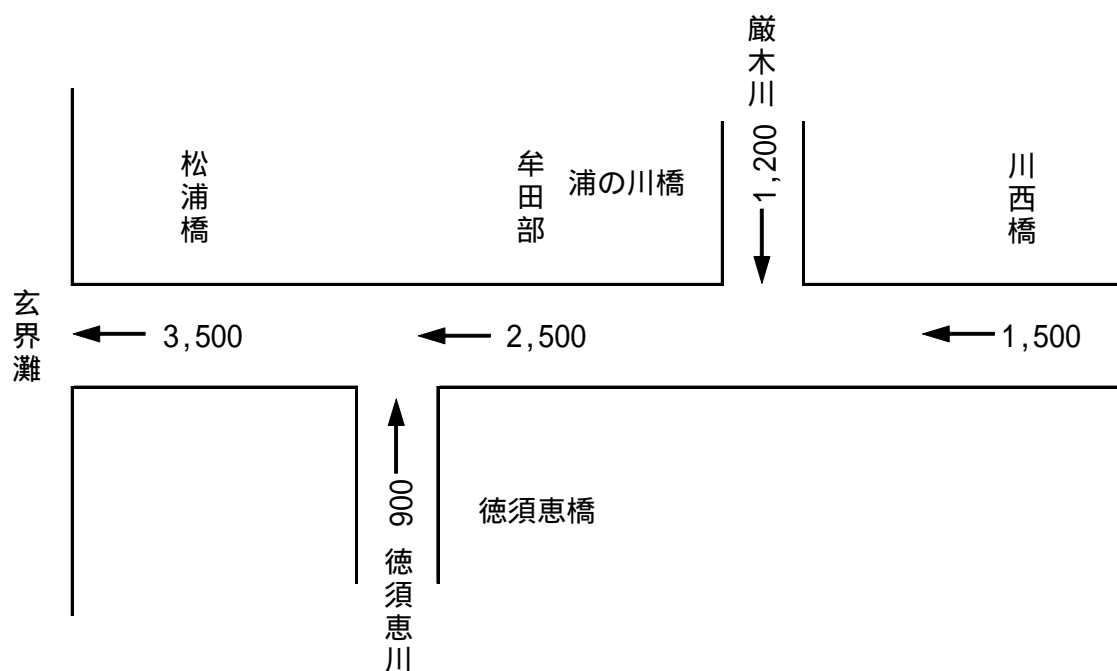 厳木川
1,200
松浦橋
牟田部
浦の川橋
川西橋
玄界灘
3,500
2,500
1,500
900
徳須恵橋
徳須恵川